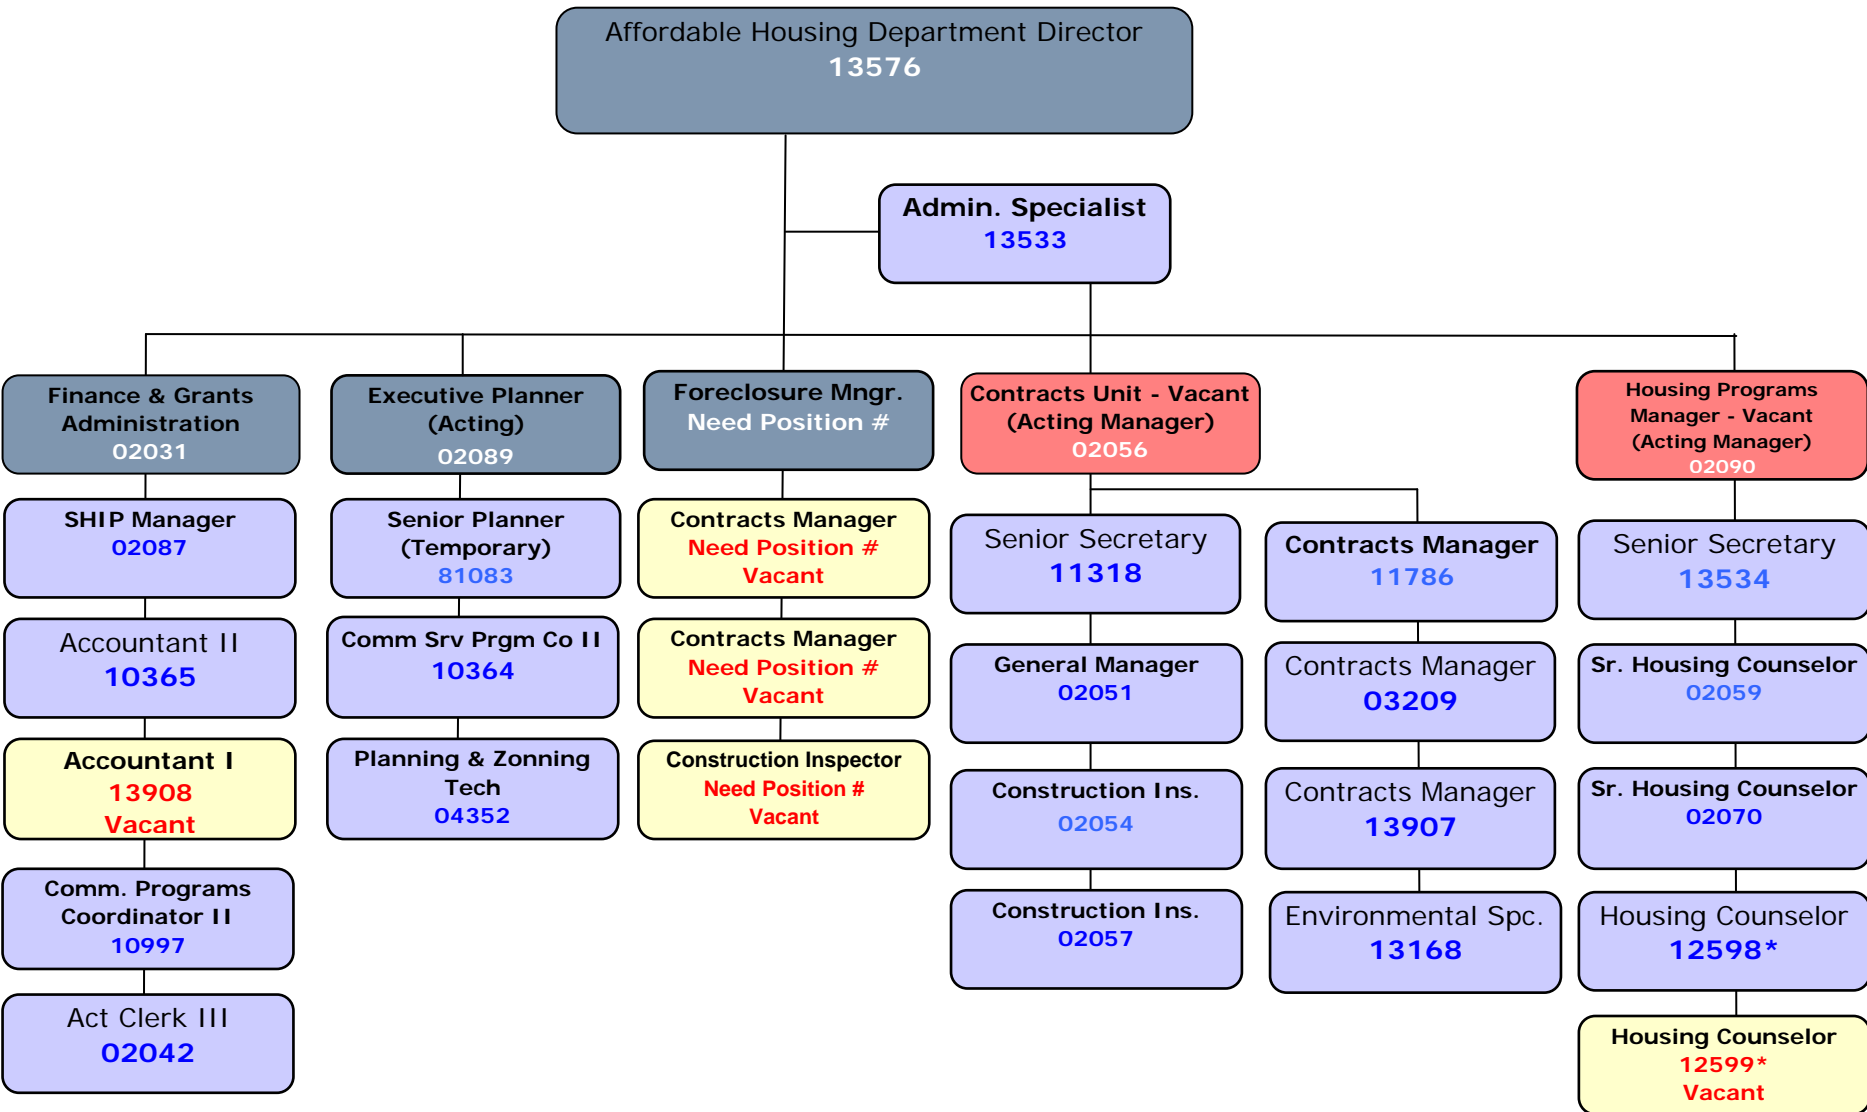 Affordable Housing Department Director
13576
Admin. Specialist
13533
Finance & Grants
Administration
02031
SHIP Manager
02087
Accountant II
10365
Accountant I
13908
Vacant
Comm. Programs
Coordinator II
10997
Act Clerk III
02042
Executive Planner
(Acting)
02089
Senior Planner
(Temporary)
81083
Comm Srv Prgm Co II
10364
Planning & Zonning
Tech
04352
Foreclosure Mngr.
Need Position #
Contracts Manager
Need Position #
Vacant
Contracts Manager
Need Position #
Vacant
Construction Inspector
Need Position #
Vacant
Contracts Unit - Vacant
(Acting Manager)
02056
Senior Secretary
11318
General Manager
02051
Construction Ins.
02054
Construction Ins.
02057
Contracts Manager
11786
Contracts Manager
03209
Contracts Manager
13907
Environmental Spc.
13168
Housing Programs
Manager - Vacant
(Acting Manager)
02090
Senior Secretary
13534
Sr. Housing Counselor
02059
Sr. Housing Counselor
02070
Housing Counselor
12598*
Housing Counselor
12599*
Vacant